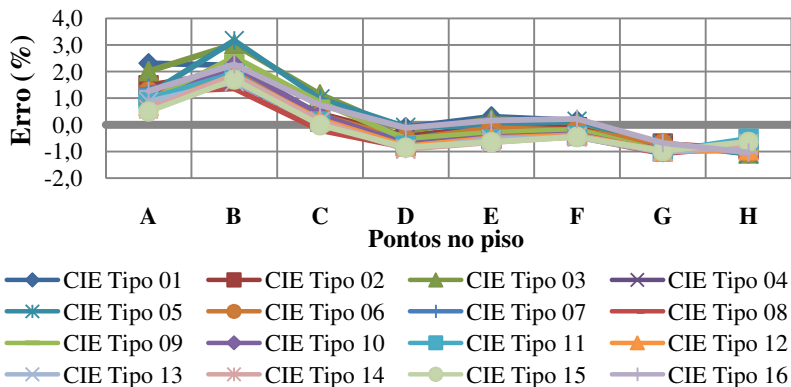 4,0
3,0
2,0
1,0
0,0
-1,0
-2,0
Erro (%)
A B C D E F G H
Pontos no piso
CIE Tipo 01 CIE Tipo 02 CIE Tipo 03 CIE Tipo 04
CIE Tipo 05 CIE Tipo 06 CIE Tipo 07 CIE Tipo 08
CIE Tipo 09 CIE Tipo 10 CIE Tipo 11 CIE Tipo 12
CIE Tipo 13 CIE Tipo 14 CIE Tipo 15 CIE Tipo 16